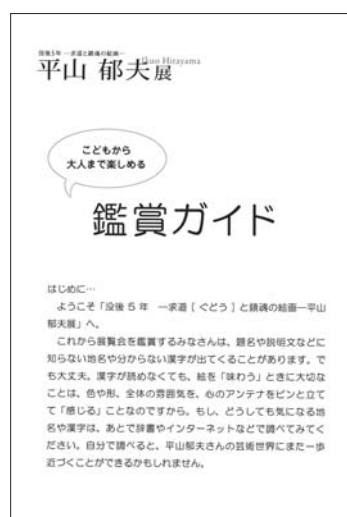 没後5年 ―求道と鎮魂の絵画―
平山 郁夫展
Ikuo Hirayama
こどもから
大人まで楽しめる
鑑賞ガイド
はじめに…
ようこそ「没後 5 年 ―求道 [ ぐどう ] と鎮魂の絵画―平山
郁夫展」へ。
これから展覧会を鑑賞するみなさんは、題名や説明文などに
知らない地名や分からない漢字が出てくることがあります。で
も大丈夫。漢字が読めなくても、絵を「味わう」ときに大切な
ことは、色や形、全体の雰囲気を、心のアンテナをピンと立て
て「感じる」ことなのですから。もし、どうしても気になる地
名や漢字は、あとで辞書やインターネットなどで調べてみてく
ださい。自分で調べると、平山郁夫さんの芸術世界にまた一歩
近づくことができるかもしれません。